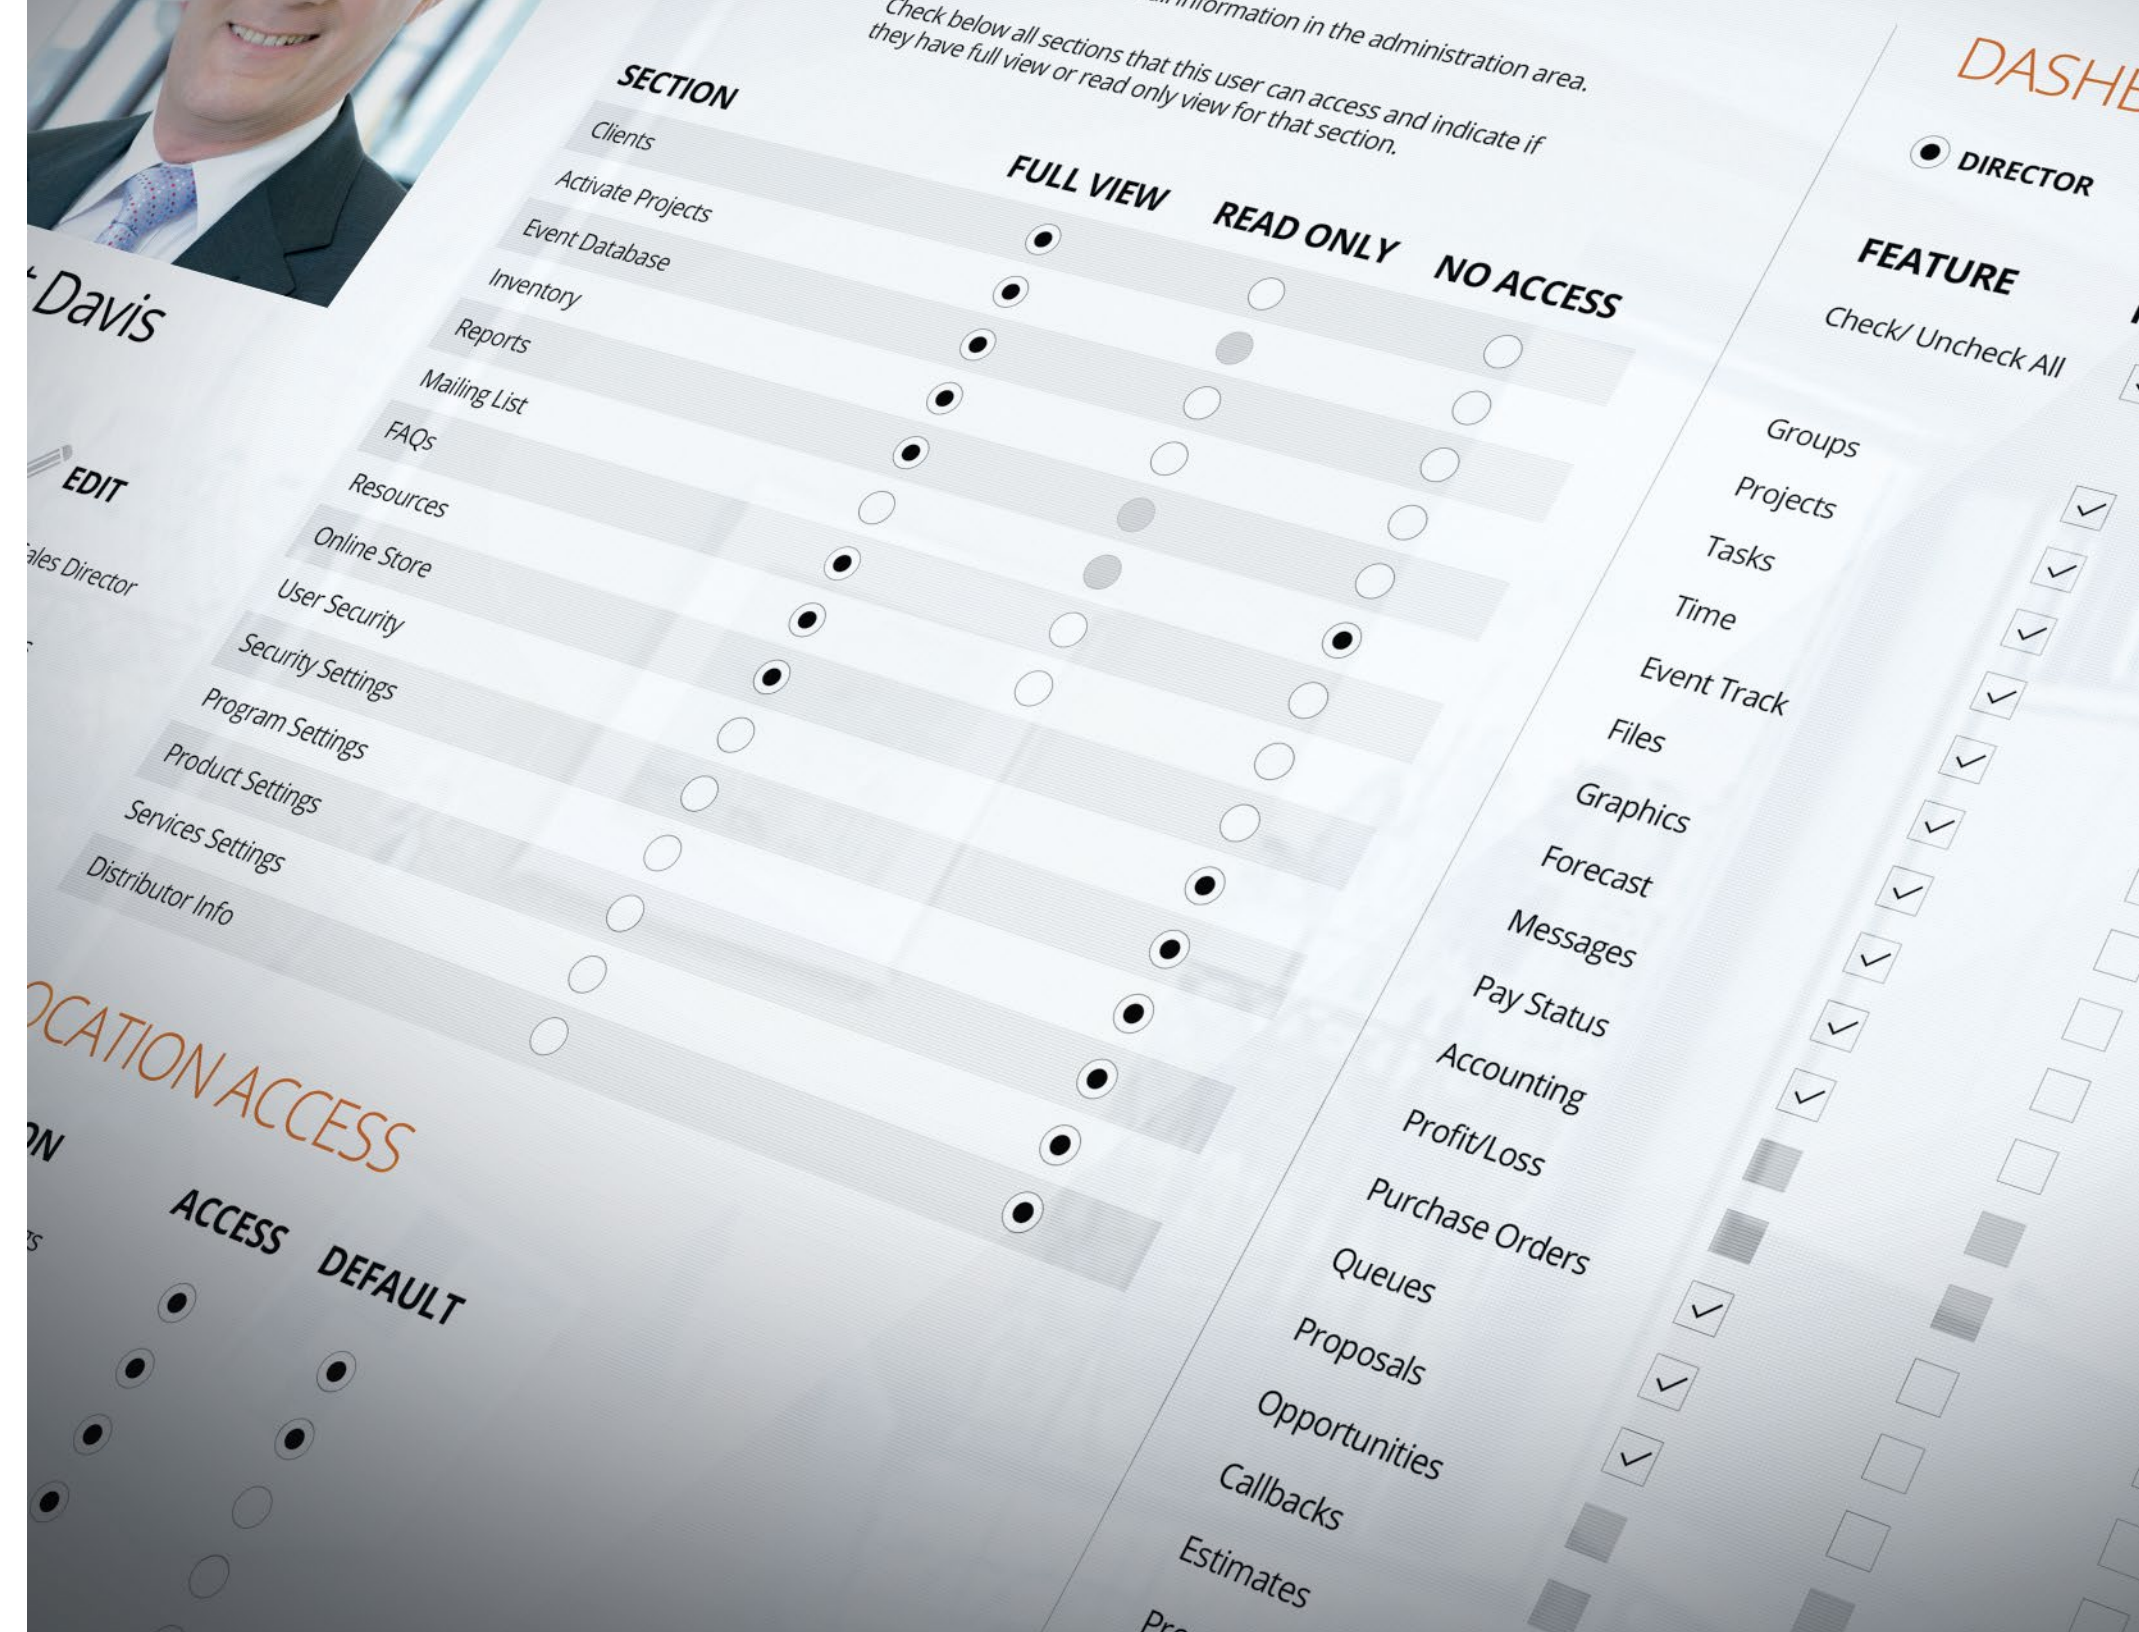 information in the administration area.
Check below all sections that this user can access and indicate if
they have full view or read only view for that section.
SECTION
FULL VIEW
READ ONLY
NO ACCESS
Clients
Activate Projects
Event Database
Inventory
Reports
Mailing List
FAQs
Resources
Online Store
User Security
Security Settings
Program Settings
Product Settings
Services Settings
Distributor Info
Davis
EDIT
Director
ACCESS
ACCESS
DEFAULT
DIRECTOR
FEATURE
Check/ Uncheck All
Groups
Projects
Tasks
Time
Event Track
Files
Graphics
Forecast
Messages
Pay Status
Accounting
Profit/Loss
Purchase Orders
Queues
Proposals
Opportunities
Callbacks
Estimates